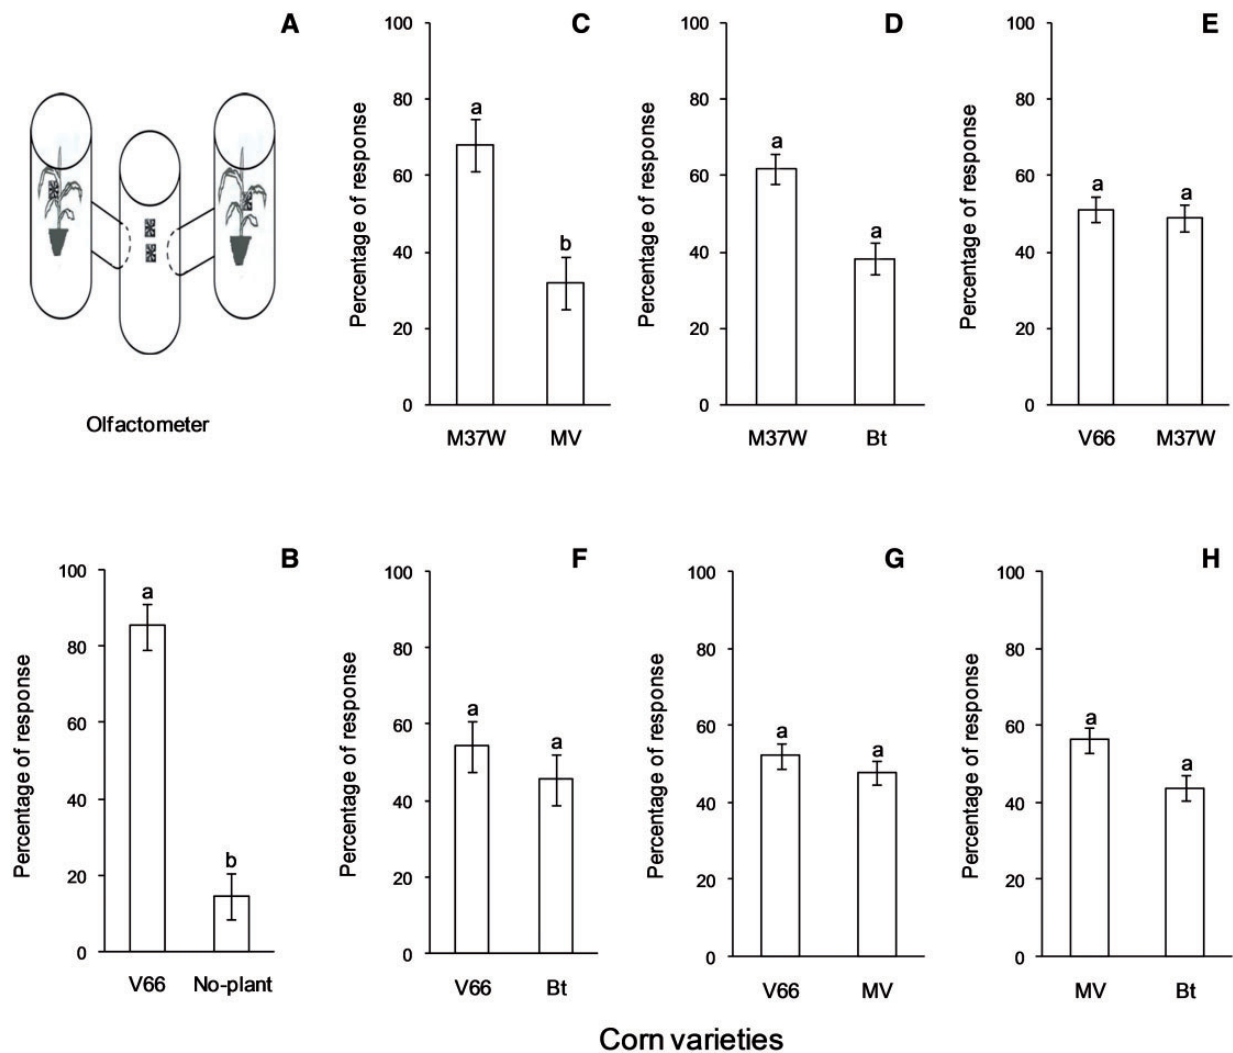 A
Olfactometer
C
Percentage of response
100
80
60
40
20
0
a
b
M37W MV
D
Percentage of response
100
80
60
40
20
0
a
a
M37W Bt
E
Percentage of response
100
80
60
40
20
0
a
a
V66 M37W
B
Percentage of response
100
80
60
40
20
0
a
b
V66 No-plant
F
Percentage of response
100
80
60
40
20
0
a
a
V66 Bt
G
Percentage of response
100
80
60
40
20
0
a
a
V66 MV
H
Percentage of response
100
80
60
40
20
0
a
a
MV Bt
Corn varieties